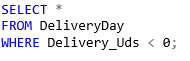 SELECT *
FROM DeliveryDay
WHERE Delivery_Uds < 0;